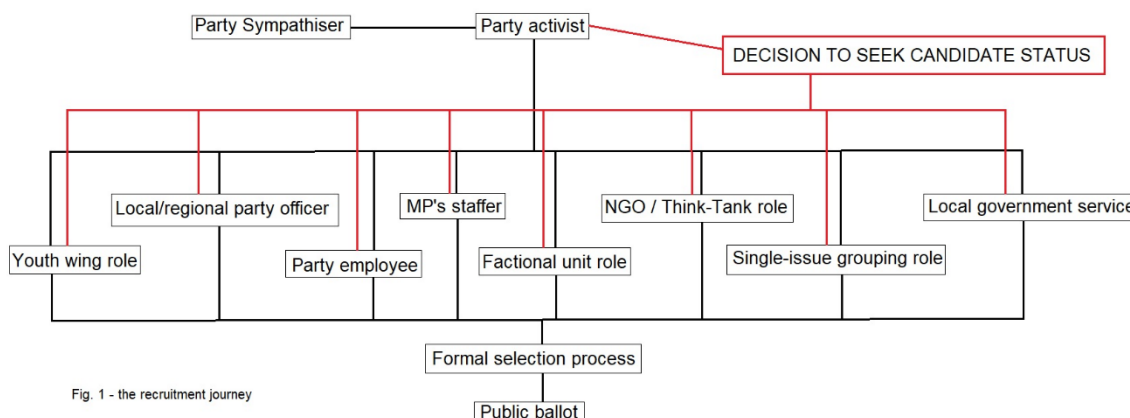 Party Sympathiser
Party activist
DECISION TO SEEK CANDIDATE STATUS
Local/regional party officer
MP's staffer
NGO / Think-Tank role
Local government service
Youth wing role
Party employee
Factional unit role
Single-issue grouping role
Formal selection process
Fig. 1 - the recruitment journey
Public ballot